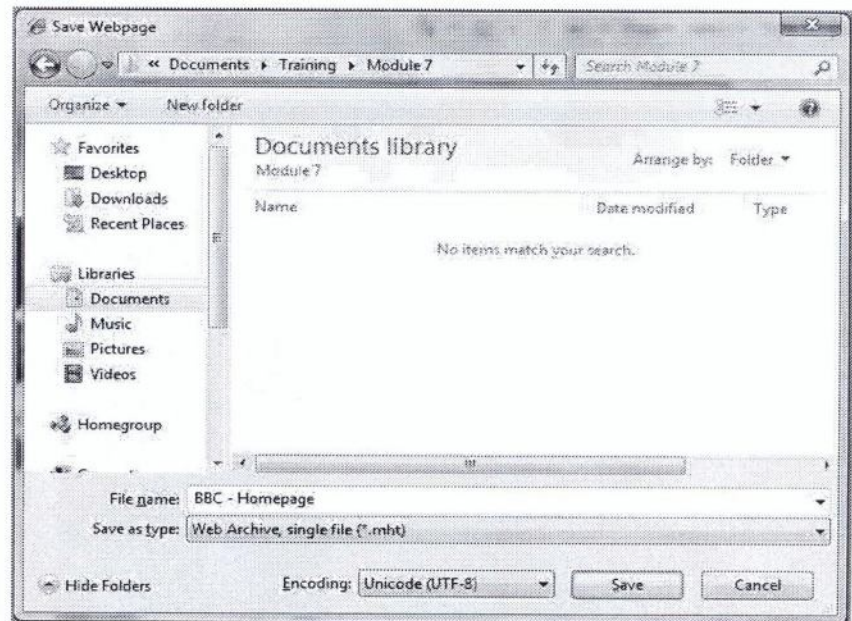 Save Webpage
« Documents ▸ Training ▸ Module 7
Search Module 7
Organize
New folder
Favorites
Desktop
Downloads
Recent Places
Libraries
Documents
Music
Pictures
Videos
Homegroup
Documents library
Module 7
Arrange by: Folder
Name Date modified Type
No items match your search.
File name: BBC - Homepage
Save as type: Web Archive, single file (*.mht)
Hide Folders
Encoding: Unicode (UTF-8)
Save
Cancel